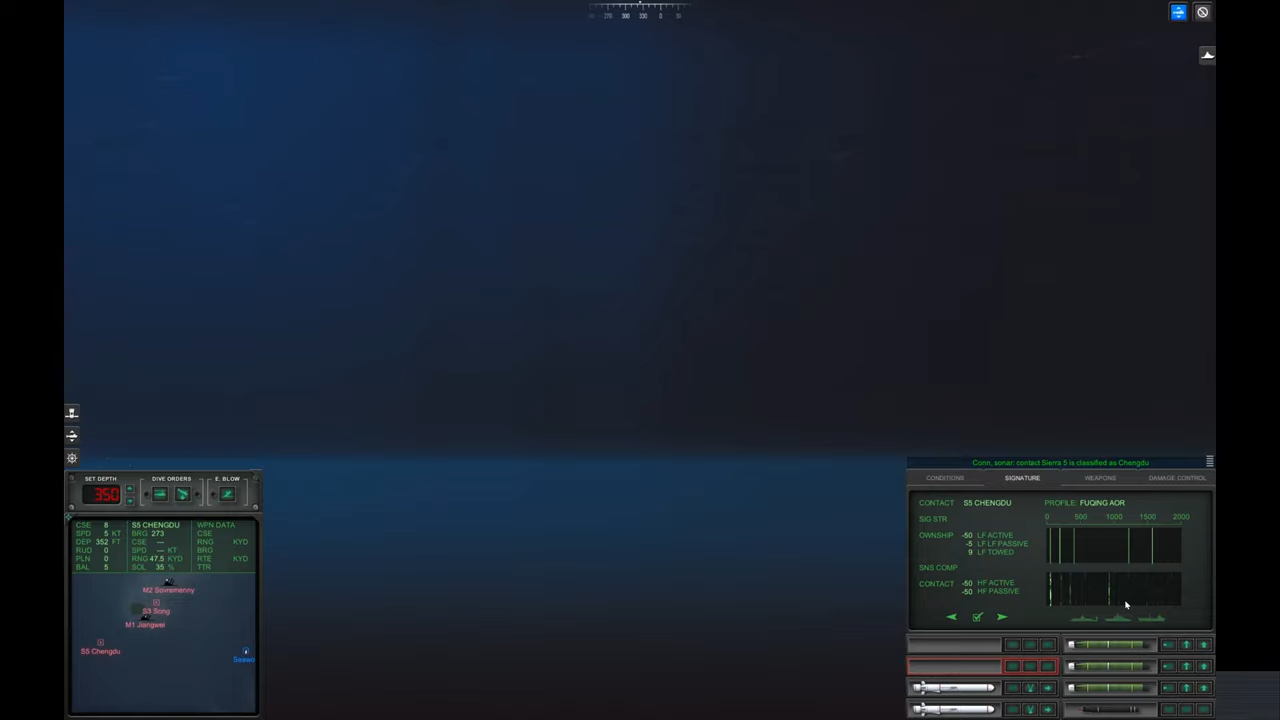 270 300 330 0 30
SET DEPTH DIVE ORDERS E. BLOW
350
CSE 8 S5 CHENGDU WPN DATA
SPD 5 KT BRG 273 CSE
DEP 352 FT CSE --- RNG KYD
RUD 0 SPD --- KT BRG
PLN 0 RNG 47.5 KYD RTE KYD
BAL 5 SOL 35 % TTR
M2 Sovremenny
S3 Song
M1 Jiangwei
S5 Chengdu
Seawo
Conn, sonar: contact Sierra 5 is classified as Chengdu
CONDITIONS SIGNATURE WEAPONS DAMAGE CONTROL
CONTACT S5 CHENGDU PROFILE: FUQING AOR
SIG STR 0 500 1000 1500 2000
OWNSHIP -50 LF ACTIVE
-5 LF LF PASSIVE
9 LF TOWED
SNS COMP
CONTACT -50 HF ACTIVE
-50 HF PASSIVE